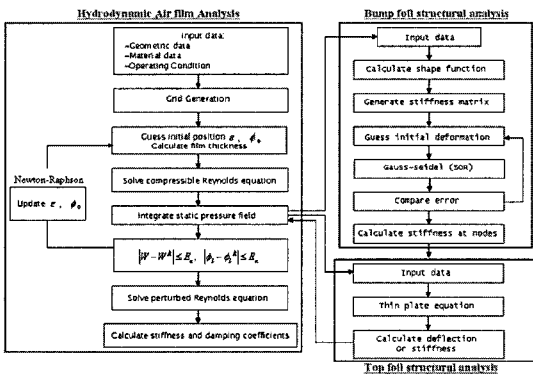 Hydrodynamic Air film Analysis
Input data:
-Geometric data
-Material data
-Operating Condition
Grid Generation
Guess initial position ε, ϕ₀
Calculate film thickness
Newton-Raphson
Update ε, ϕ₀
Solve compressible Reynolds equation
Integrate static pressure field
Solve perturbed Reynolds equation
Calculate stiffness and damping coefficients
Bump foil structural analysis
Input data
Calculate shape function
Generate stiffness matrix
Guess initial deformation
Gauss-seidel (SOR)
Compare error
Calculate stiffness at nodes
Input data
Thin plate equation
Calculate deflection
or stiffness
Top foil structural analysis